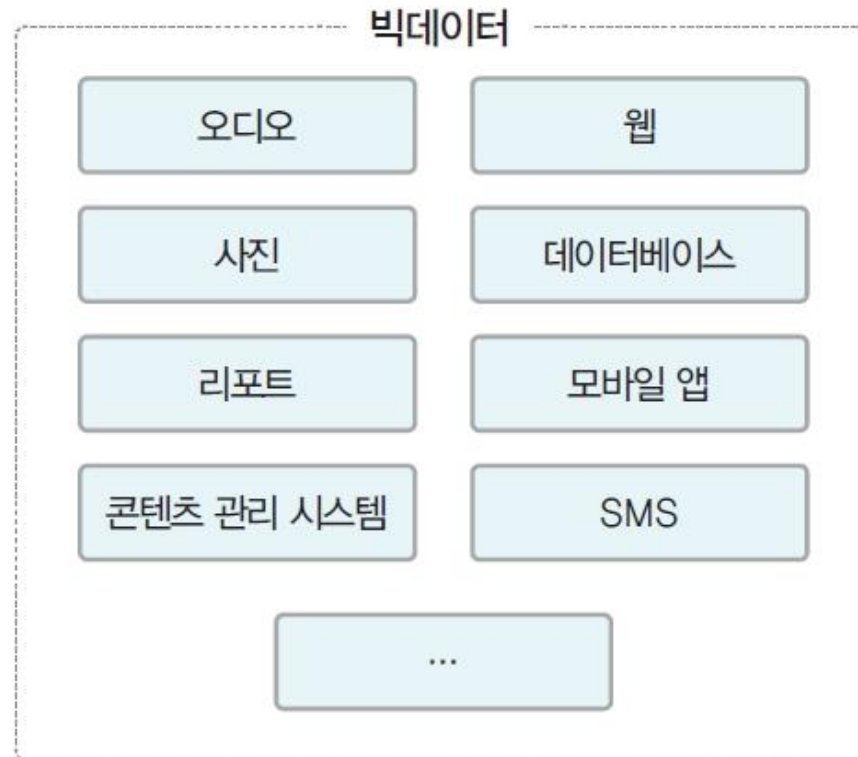 빅데이터
오디오
웹
사진
데이터베이스
리포트
모바일 앱
콘텐츠 관리 시스템
SMS
…